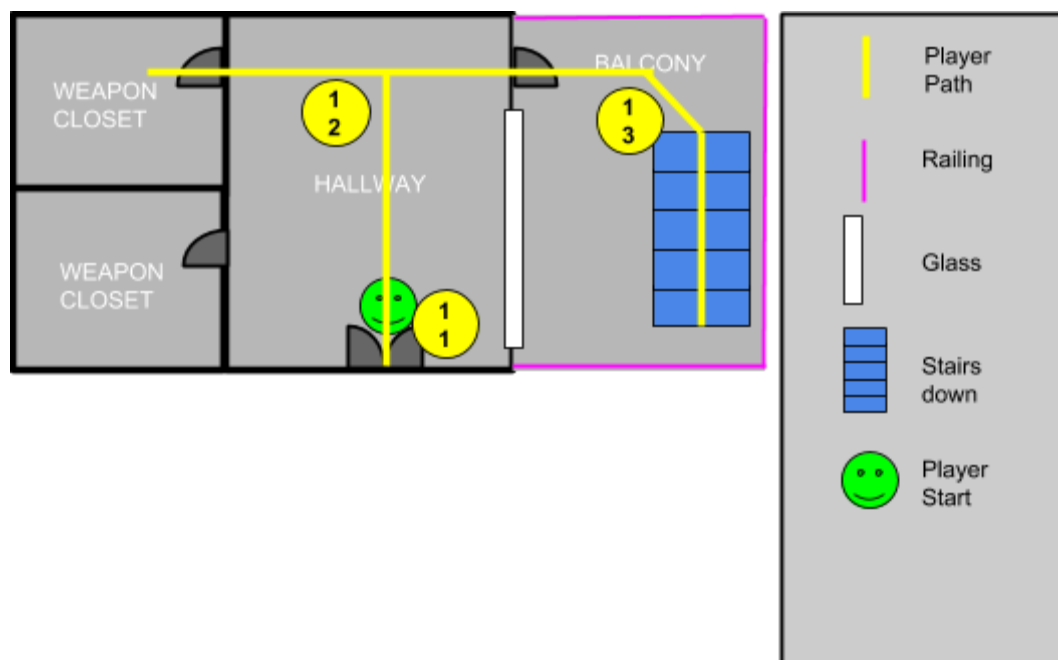 WEAPON
CLOSET
HALLWAY
BALCONY
WEAPON
CLOSET
1
2
1
3
1
1
Player
Path
Railing
Glass
Stairs
down
Player
Start